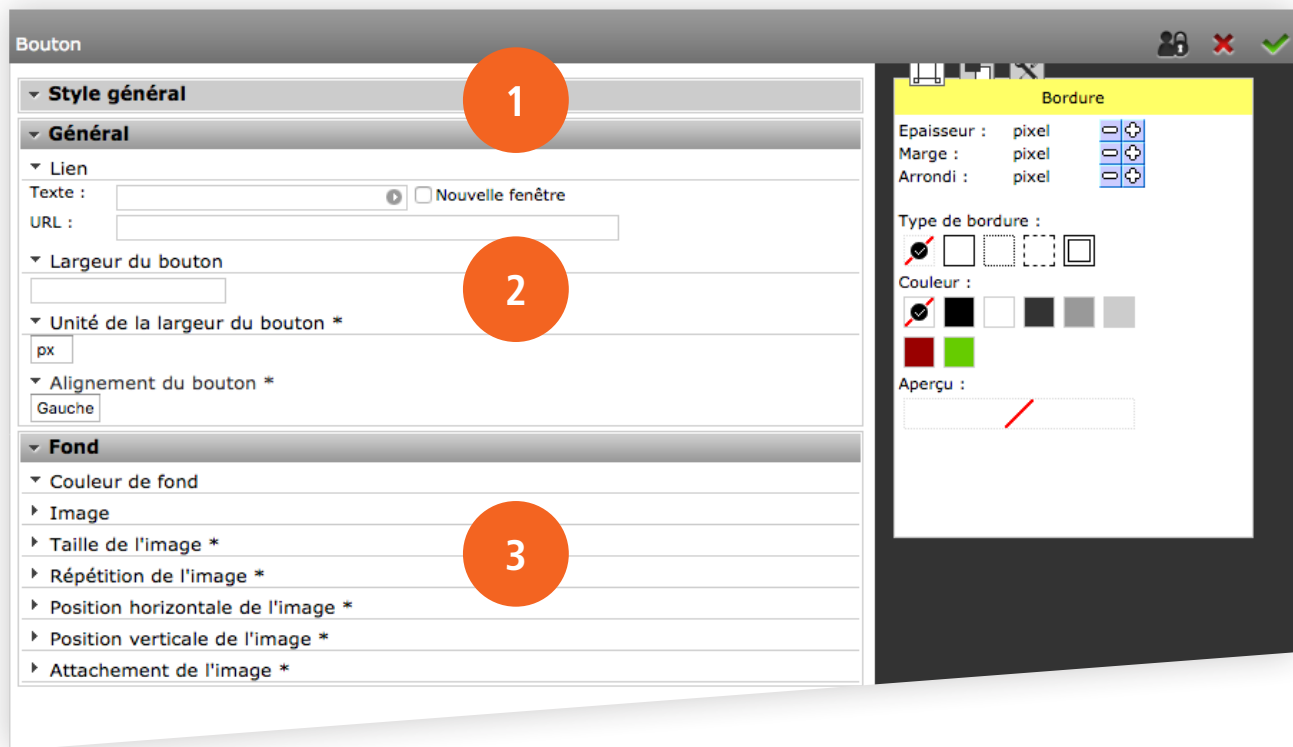 Bouton
Style général
1
Général
Lien
Texte :
Nouvelle fenêtre
URL :
2
Largeur du bouton
Unité de la largeur du bouton *
px
Alignement du bouton *
Gauche
Fond
Couleur de fond
Image
3
Taille de l'image *
Répétition de l'image *
Position horizontale de l'image *
Position verticale de l'image *
Attachement de l'image *
Bordure
Epaisseur : pixel
Marge : pixel
Arrondi : pixel
Type de bordure :
Couleur :
Aperçu :